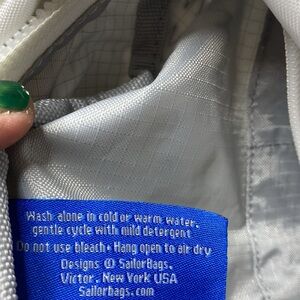 Wash alone in cold or warm water,
gentle cycle with mild detergent
Do not use bleach • Hang open to air dry
Designs © SailorBags.
Victor, New York USA
Sailorbags.com